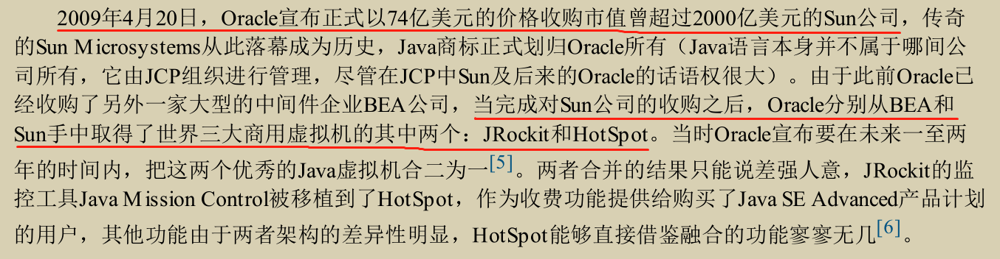 2009年4月20日，Oracle宣布正式以74亿美元的价格收购市值曾超过2000亿美元的Sun公司，传奇
的Sun Microsystems从此落幕成为历史，Java商标正式划归Oracle所有（Java语言本身并不属于哪间公
司所有，它由JCP组织进行管理，尽管在JCP中Sun及后来的Oracle的话语权很大）。由于此前Oracle已
经收购了另外一家大型的中间件企业BEA公司，当完成对Sun公司的收购之后，Oracle分别从BEA和
Sun手中取得了世界三大商用虚拟机的其中两个：JRockit和HotSpot。当时Oracle宣布要在未来一至两
年的时间内，把这两个优秀的Java虚拟机合二为一[5]。两者合并的结果只能说差强人意，JRockit的监
控工具Java Mission Control被移植到了HotSpot，作为收费功能提供给购买了Java SE Advanced产品计划
的用户，其他功能由于两者架构的差异性明显，HotSpot能够直接借鉴融合的功能寥寥无几[6]。